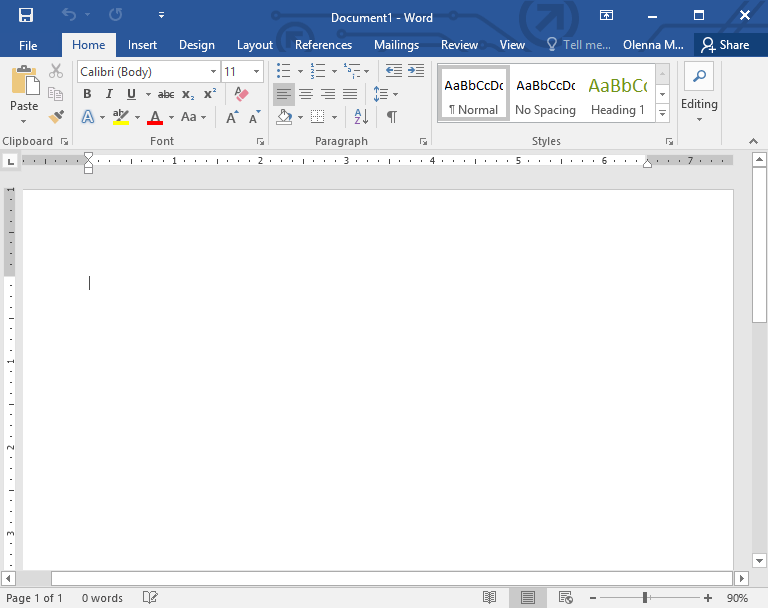 Document1 - Word
File Home Insert Design Layout References Mailings Review View Tell me... Olenna M... Share
Calibri (Body) 11
Paste
B I U abc X₂ X²
A aby A Aa A A
AaBbCcDc AaBbCcDc AaBbCc
¶ Normal No Spacing Heading 1
Editing
Clipboard Font Paragraph Styles
1 2 3 4 5 6 7
1
1
2
3
Page 1 of 1 0 words 90%